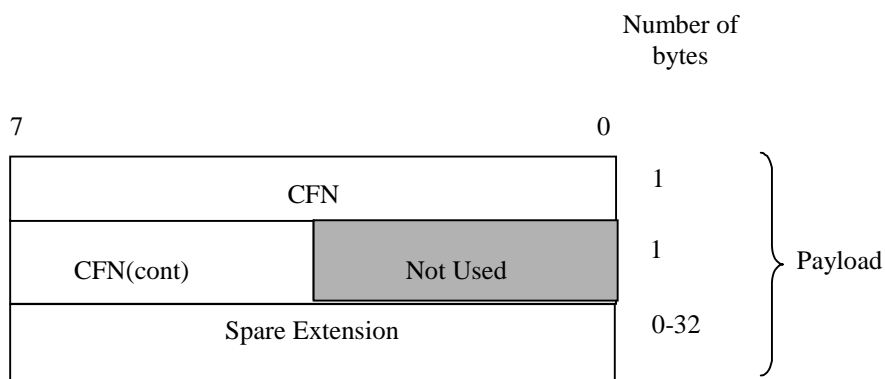 Number of
bytes
7 0
CFN 1
CFN(cont) Not Used 1
Payload
Spare Extension 0-32